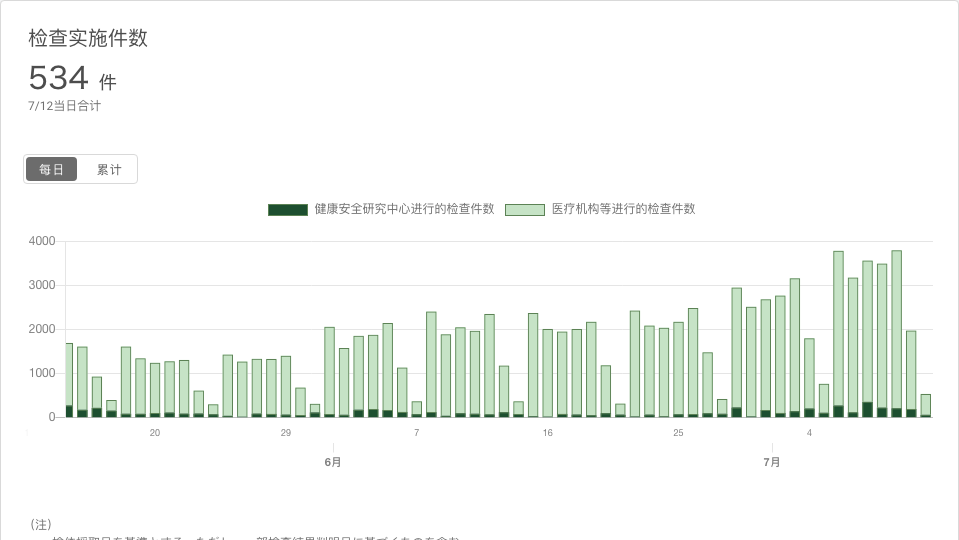 检查实施件数
534 件
7/12当日合计
每日 累计
健康安全研究中心进行的检查件数 医疗机构等进行的检查件数
4000
3000
2000
1000
0
20 29 7 16 25 4
6月 7月
(注)